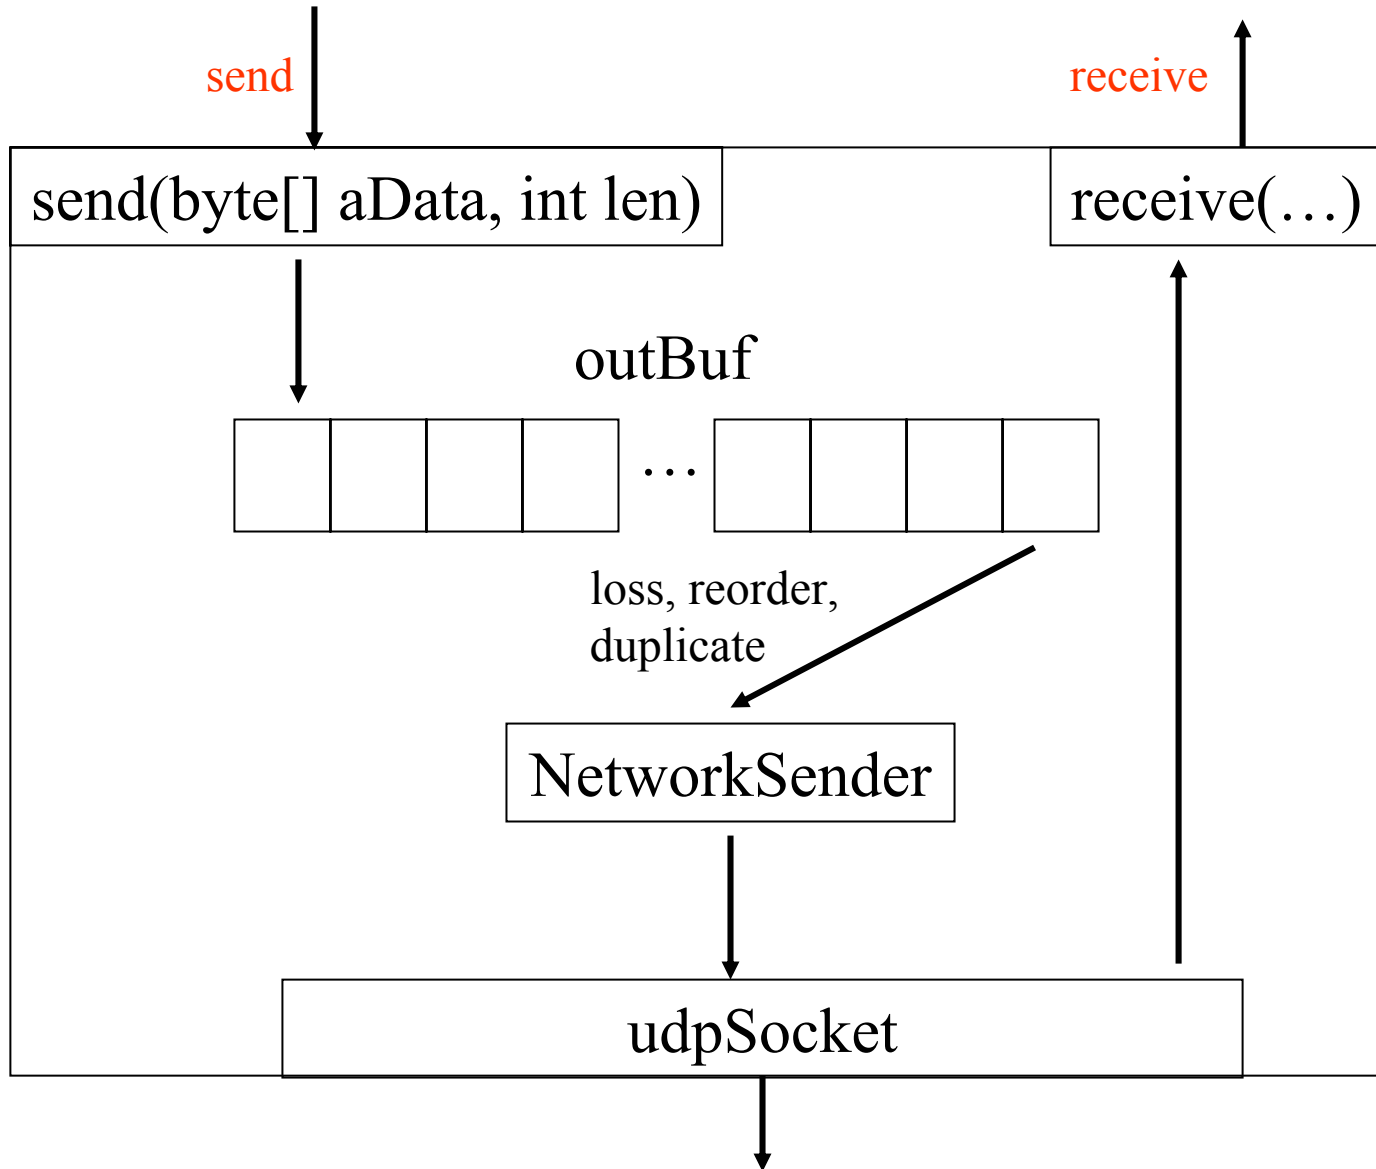 send
receive
send(byte[] aData, int len)
receive(…)
outBuf
…
loss, reorder,
duplicate
NetworkSender
udpSocket